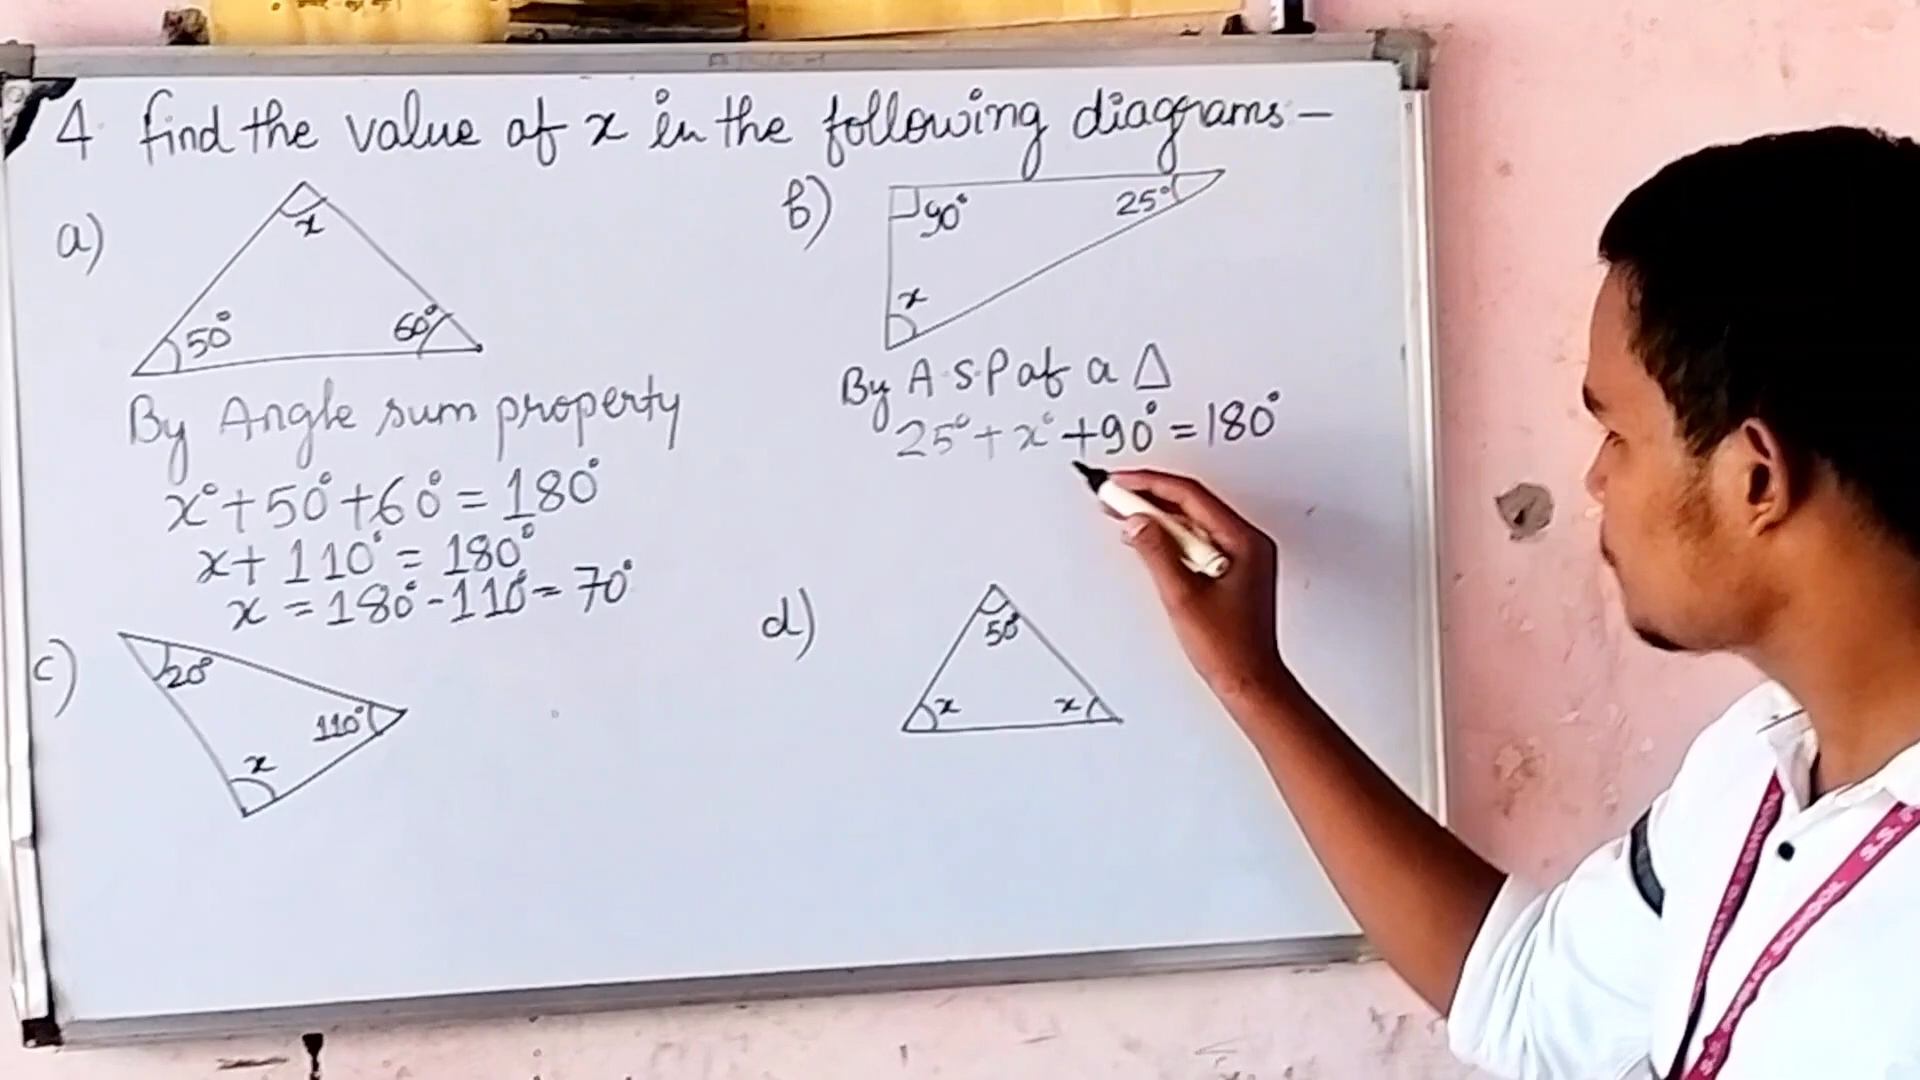 4 find the value of x in the following diagrams-
a)
x
50°
60°
By Angle sum property
x°+50°+60°=180°
x+110°=180°
x=180°-110°=70°
b)
90°
25°
x
By A.S.P of a Δ
25°+x°+90°=180°
c)
20°
110°
x
d)
50°
x
x